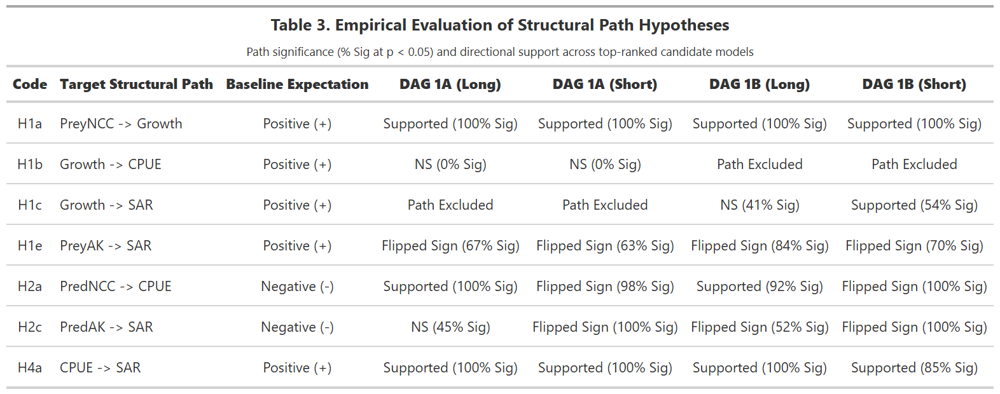 Table 3. Empirical Evaluation of Structural Path Hypotheses
Path significance (% Sig at p < 0.05) and directional support across top-ranked candidate models
Code Target Structural Path Baseline Expectation DAG 1A (Long) DAG 1A (Short) DAG 1B (Long) DAG 1B (Short)
H1a PreyNCC -> Growth Positive (+) Supported (100% Sig) Supported (100% Sig) Supported (100% Sig) Supported (100% Sig)
H1b Growth -> CPUE Positive (+) NS (0% Sig) NS (0% Sig) Path Excluded Path Excluded
H1c Growth -> SAR Positive (+) Path Excluded Path Excluded NS (41% Sig) Supported (54% Sig)
H1e PreyAK -> SAR Positive (+) Flipped Sign (67% Sig) Flipped Sign (63% Sig) Flipped Sign (84% Sig) Flipped Sign (70% Sig)
H2a PredNCC -> CPUE Negative (-) Supported (100% Sig) Flipped Sign (98% Sig) Supported (92% Sig) Flipped Sign (100% Sig)
H2c PredAK -> SAR Negative (-) NS (45% Sig) Flipped Sign (100% Sig) Flipped Sign (52% Sig) Flipped Sign (100% Sig)
H4a CPUE -> SAR Positive (+) Supported (100% Sig) Supported (100% Sig) Supported (100% Sig) Supported (85% Sig)